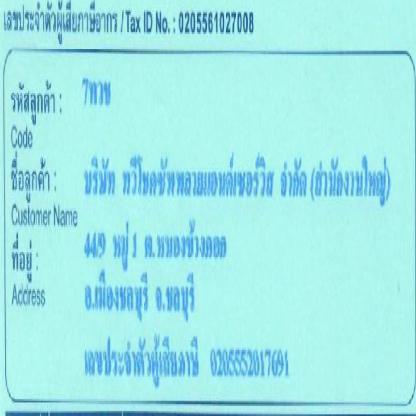 เลขประจำตัวผู้เสียภาษีอากร / Tax ID No. : 0205561027008
รหัสลูกค้า : 7ทวช
Code
ชื่อลูกค้า : บริษัท ทวีโชคซัพพลายแอนด์เซอร์วิส จำกัด (สำนักงานใหญ่)
Customer Name
ที่อยู่ : 44/9 หมู่ 1 ต.หนองข้างคอก
Address อ.เมืองชลบุรี จ.ชลบุรี
เลขประจำตัวผู้เสียภาษี 0205552017691